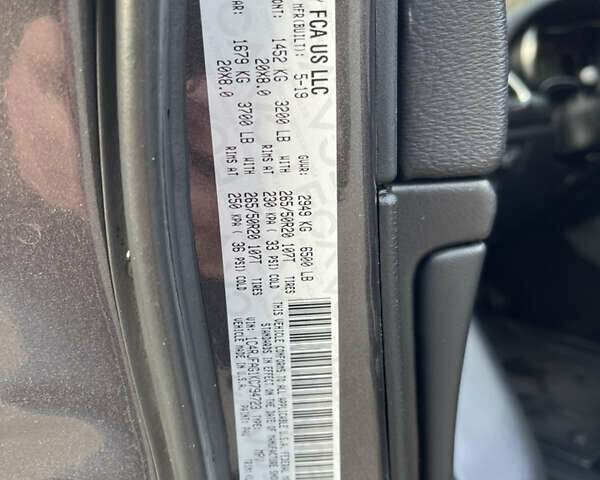 FCA US LLC
MFR(BUILT): 5-19 GVWR: 2949 KG 6500 LB
FRONT: 1452 KG 3200 LB WITH 265/50R20 107T TIRES
20X8.0 RIMS AT 230 KPA ( 33 PSI) COLD
1679 KG 3700 LB WITH 265/50R20 107T TIRES
20X8.0 RIMS AT 250 KPA ( 36 PSI) COLD
THIS VEHICLE CONFORMS TO ALL APPLICABLE U.S.A. FEDERAL
STANDARDS IN EFFECT ON THE DATE OF MANUFACTURE
TYPE:
VEHICLE MADE IN U.S.A. PAINT: